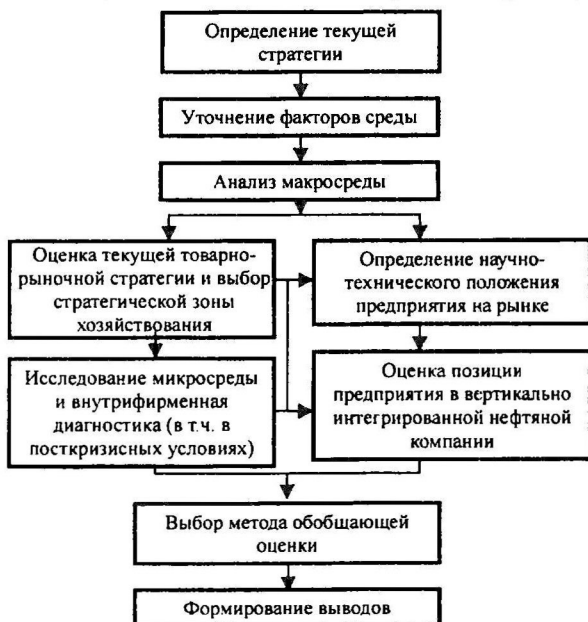 Определение текущей
стратегии
Уточнение факторов среды
Анализ макросреды
Оценка текущей товарно-
рыночной стратегии и выбор
стратегической зоны
хозяйствования
Определение научно-
технического положения
предприятия на рынке
Исследование микросреды
и внутрифирменная
диагностика (в т.ч. в
посткризисных условиях)
Оценка позиции
предприятия в вертикально
интегрированной нефтяной
компании
Выбор метода обобщающей
оценки
Формирование выводов